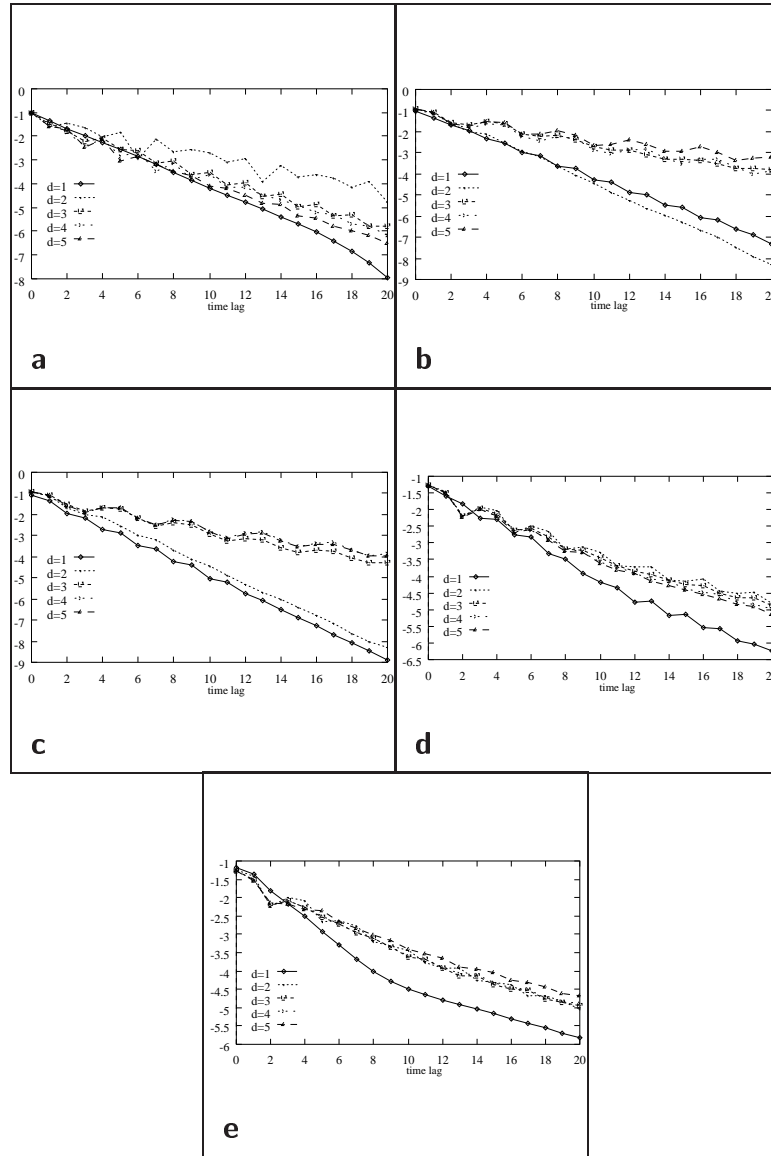 0
-1
-2
-3
-4
-5
-6
-7
-8
d=1
d=2
d=3
d=4
d=5
0 2 4 6 8 10 12 14 16 18 20
time lag
a
0
-1
-2
-3
-4
-5
-6
-7
-8
-9
d=1
d=2
d=3
d=4
d=5
0 2 4 6 8 10 12 14 16 18
time lag
b
0
-1
-2
-3
-4
-5
-6
-7
-8
-9
d=1
d=2
d=3
d=4
d=5
0 2 4 6 8 10 12 14 16 18 20
time lag
c
-1
-1.5
-2
-2.5
-3
-3.5
-4
-4.5
-5
-5.5
-6
-6.5
d=1
d=2
d=3
d=4
d=5
0 2 4 6 8 10 12 14 16 18
time lag
d
-1
-1.5
-2
-2.5
-3
-3.5
-4
-4.5
-5
-5.5
-6
d=1
d=2
d=3
d=4
d=5
0 2 4 6 8 10 12 14 16 18 20
time lag
e